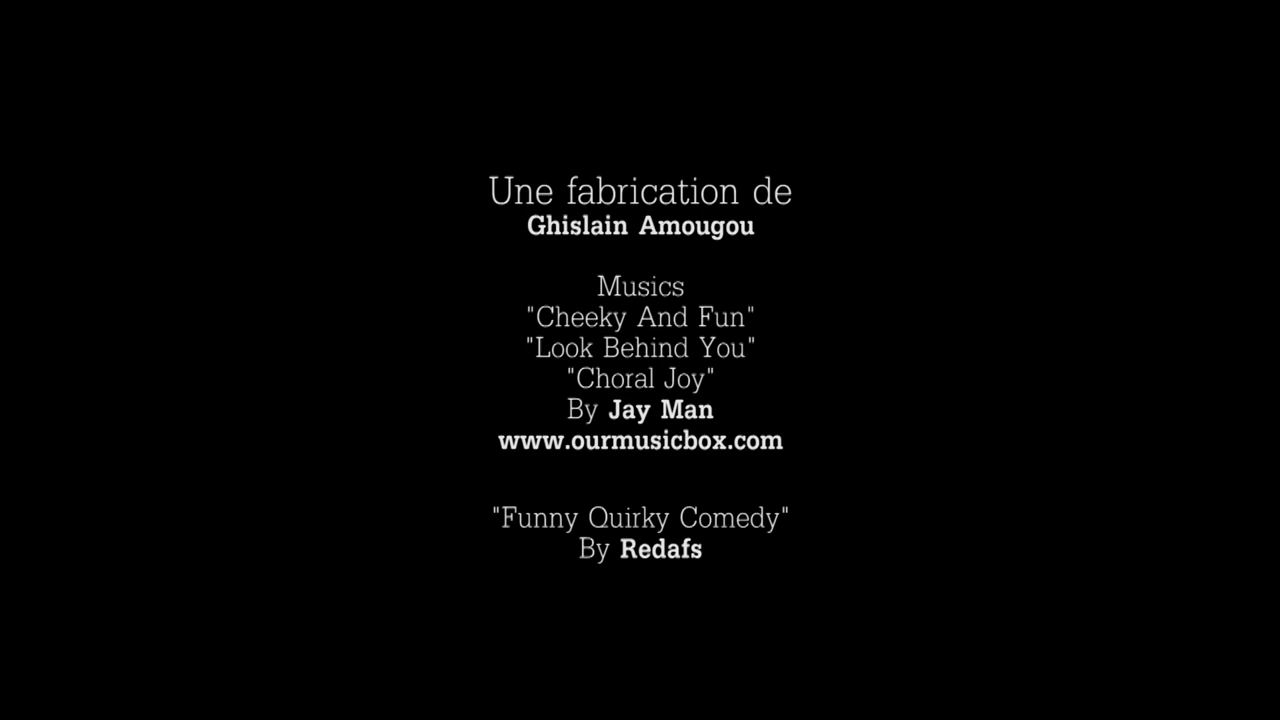 Une fabrication de
Ghislain Amougou
Musics
"Cheeky And Fun"
"Look Behind You"
"Choral Joy"
By Jay Man
www.ourmusicbox.com
"Funny Quirky Comedy"
By Redafs